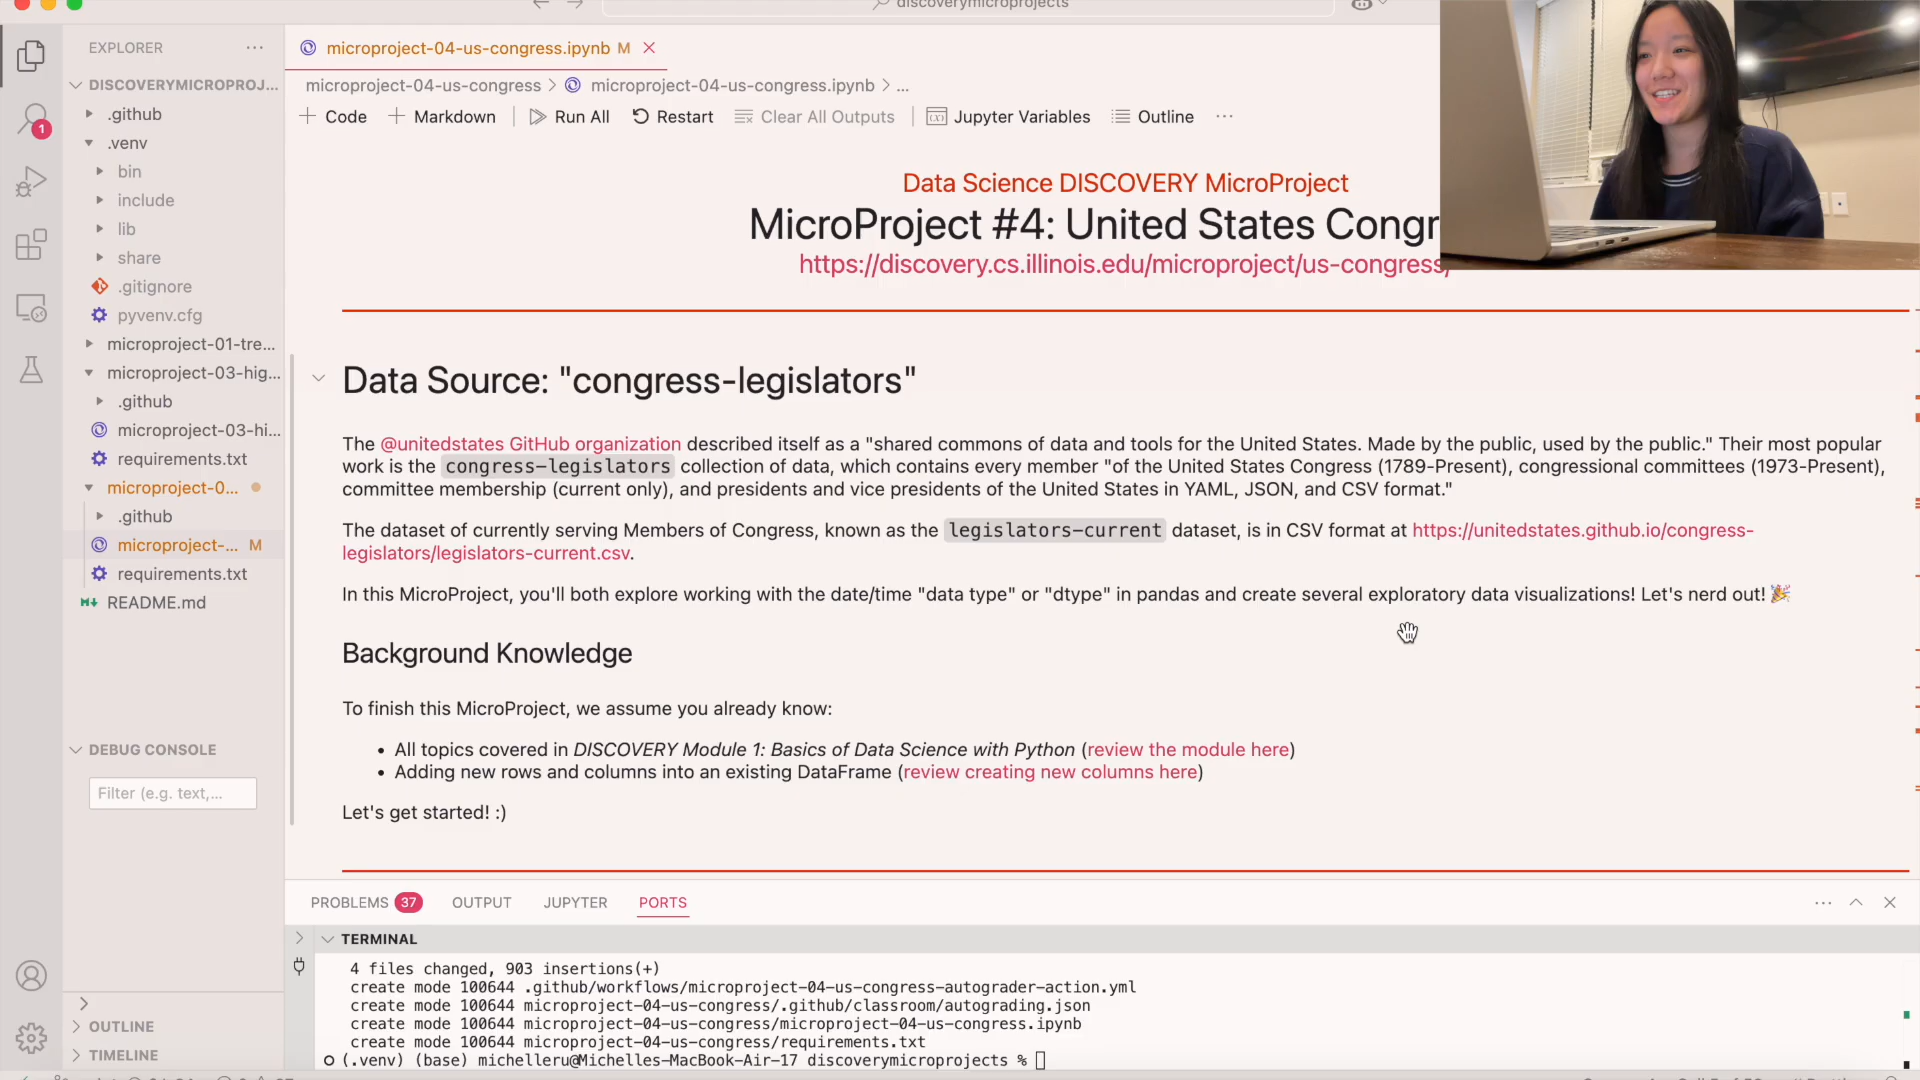 discoverymicroprojects
EXPLORER
DISCOVERYMICROPROJ...
.github
.venv
bin
include
lib
share
.gitignore
pyvenv.cfg
microproject-01-tre...
microproject-03-hig...
.github
microproject-03-hi...
requirements.txt
microproject-0...
.github
microproject-... M
requirements.txt
README.md
DEBUG CONSOLE
Filter (e.g. text,...
OUTLINE
TIMELINE
1
microproject-04-us-congress.ipynb M
microproject-04-us-congress > microproject-04-us-congress.ipynb > ...
Code Markdown Run All Restart Clear All Outputs Jupyter Variables Outline ...
Data Science DISCOVERY MicroProject
MicroProject #4: United States Congr
https://discovery.cs.illinois.edu/microproject/us-congress/
Data Source: "congress-legislators"
The @unitedstates GitHub organization described itself as a "shared commons of data and tools for the United States. Made by the public, used by the public." Their most popular
work is the congress-legislators collection of data, which contains every member "of the United States Congress (1789-Present), congressional committees (1973-Present),
committee membership (current only), and presidents and vice presidents of the United States in YAML, JSON, and CSV format."
The dataset of currently serving Members of Congress, known as the legislators-current dataset, is in CSV format at https://unitedstates.github.io/congress-
legislators/legislators-current.csv.
In this MicroProject, you'll both explore working with the date/time "data type" or "dtype" in pandas and create several exploratory data visualizations! Let's nerd out! 🎉
Background Knowledge
To finish this MicroProject, we assume you already know:
• All topics covered in DISCOVERY Module 1: Basics of Data Science with Python (review the module here)
• Adding new rows and columns into an existing DataFrame (review creating new columns here)
Let's get started! :)
PROBLEMS 37 OUTPUT JUPYTER PORTS
TERMINAL
4 files changed, 903 insertions(+)
create mode 100644 .github/workflows/microproject-04-us-congress-autograder-action.yml
create mode 100644 microproject-04-us-congress/.github/classroom/autograding.json
create mode 100644 microproject-04-us-congress/microproject-04-us-congress.ipynb
create mode 100644 microproject-04-us-congress/requirements.txt
(.venv) (base) michelleru@Michelles-MacBook-Air-17 discoverymicroprojects %